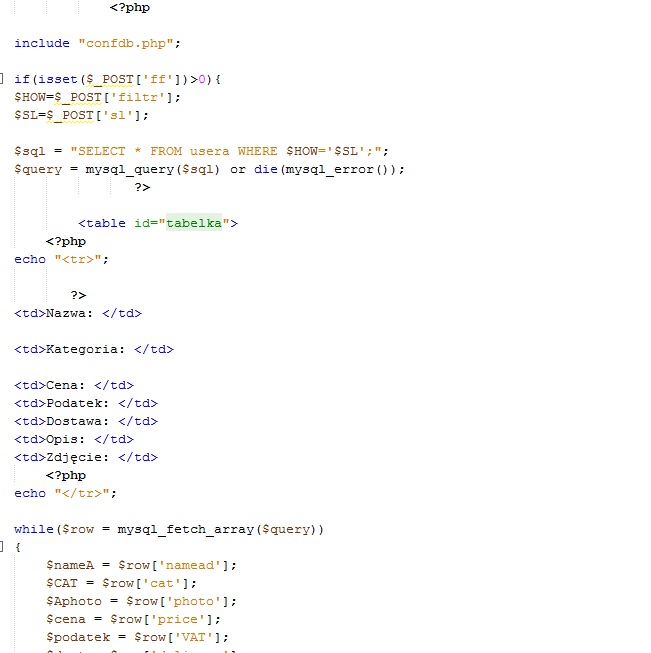 <?php
include "confdb.php";
if(isset($_POST['ff'])>0){
$HOW=$_POST['filtr'];
$SL=$_POST['sl'];
$sql = "SELECT * FROM usera WHERE $HOW='$SL';";
$query = mysql_query($sql) or die(mysql_error());
?>
<table id="tabelka">
<?php
echo "<tr>";
?>
<td>Nazwa: </td>
<td>Kategoria: </td>
<td>Cena: </td>
<td>Podatek: </td>
<td>Dostawa: </td>
<td>Opis: </td>
<td>Zdjęcie: </td>
<?php
echo "</tr>";
while($row = mysql_fetch_array($query))
{
$nameA = $row['namead'];
$CAT = $row['cat'];
$Aphoto = $row['photo'];
$cena = $row['price'];
$podatek = $row['VAT'];